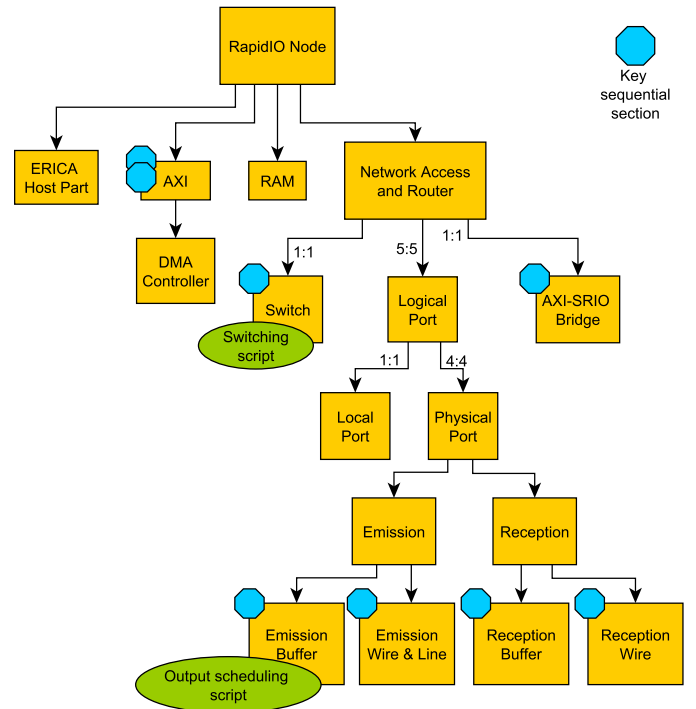 RapidIO Node
Key
sequential
section
ERICA
Host Part
AXI
RAM
Network Access
and Router
1:1
5:5
1:1
DMA
Controller
Switch
Logical
Port
AXI-SRIO
Bridge
Switching
script
1:1
4:4
Local
Port
Physical
Port
Emission
Reception
Emission
Buffer
Emission
Wire & Line
Reception
Buffer
Reception
Wire
Output scheduling
script